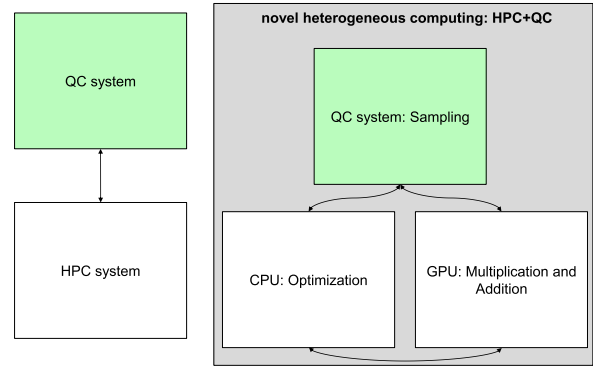 novel heterogeneous computing: HPC+QC
QC system
QC system: Sampling
HPC system
CPU: Optimization
GPU: Multiplication and
Addition